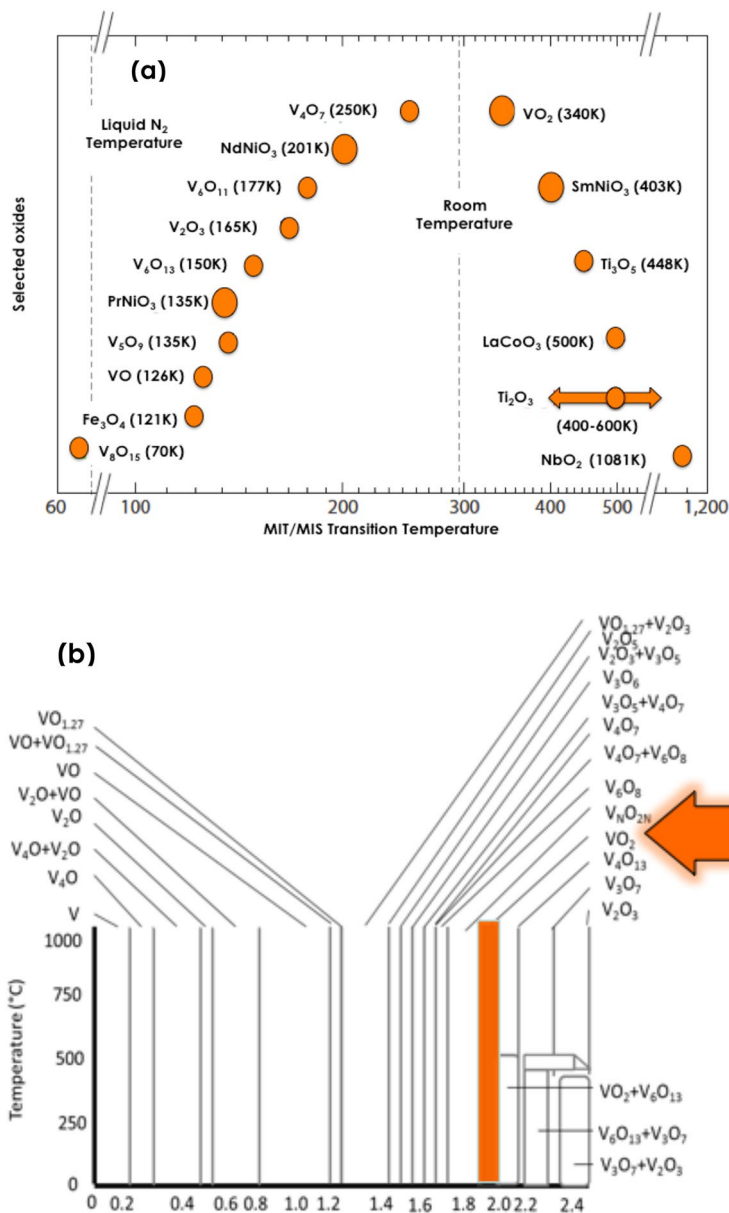 (a)
V₄O₇ (250K)
VO₂ (340K)
Liquid N₂
Temperature
NdNiO₃ (201K)
V₆O₁₁ (177K)
SmNiO₃ (403K)
Room
Temperature
V₂O₃ (165K)
V₆O₁₃ (150K)
Ti₃O₅ (448K)
PrNiO₃ (135K)
V₅O₉ (135K)
LaCoO₃ (500K)
VO (126K)
Ti₂O₃
Fe₃O₄ (121K)
(400-600K)
V₈O₁₅ (70K)
NbO₂ (1081K)
Selected oxides
60 100 200 300 400 500 1,200
MIT/MIS Transition Temperature
(b)
VO₁.₂₇+V₂O₃
V₂O₅
V₂O₃+V₃O₅
V₃O₆
V₃O₅+V₄O₇
V₄O₇
V₄O₇+V₆O₈
V₆O₈
VₙO₂ₙ
VO₂
V₄O₁₃
V₃O₇
V₂O₃
VO₁.₂₇
VO+VO₁.₂₇
VO
V₂O+VO
V₂O
V₄O+V₂O
V₄O
V
Temperature (°C)
1000
750
500
250
0
VO₂+V₆O₁₃
V₆O₁₃+V₃O₇
V₃O₇+V₂O₃
0 0.2 0.4 0.6 0.8 1.0 1.2 1.4 1.6 1.8 2.0 2.2 2.4